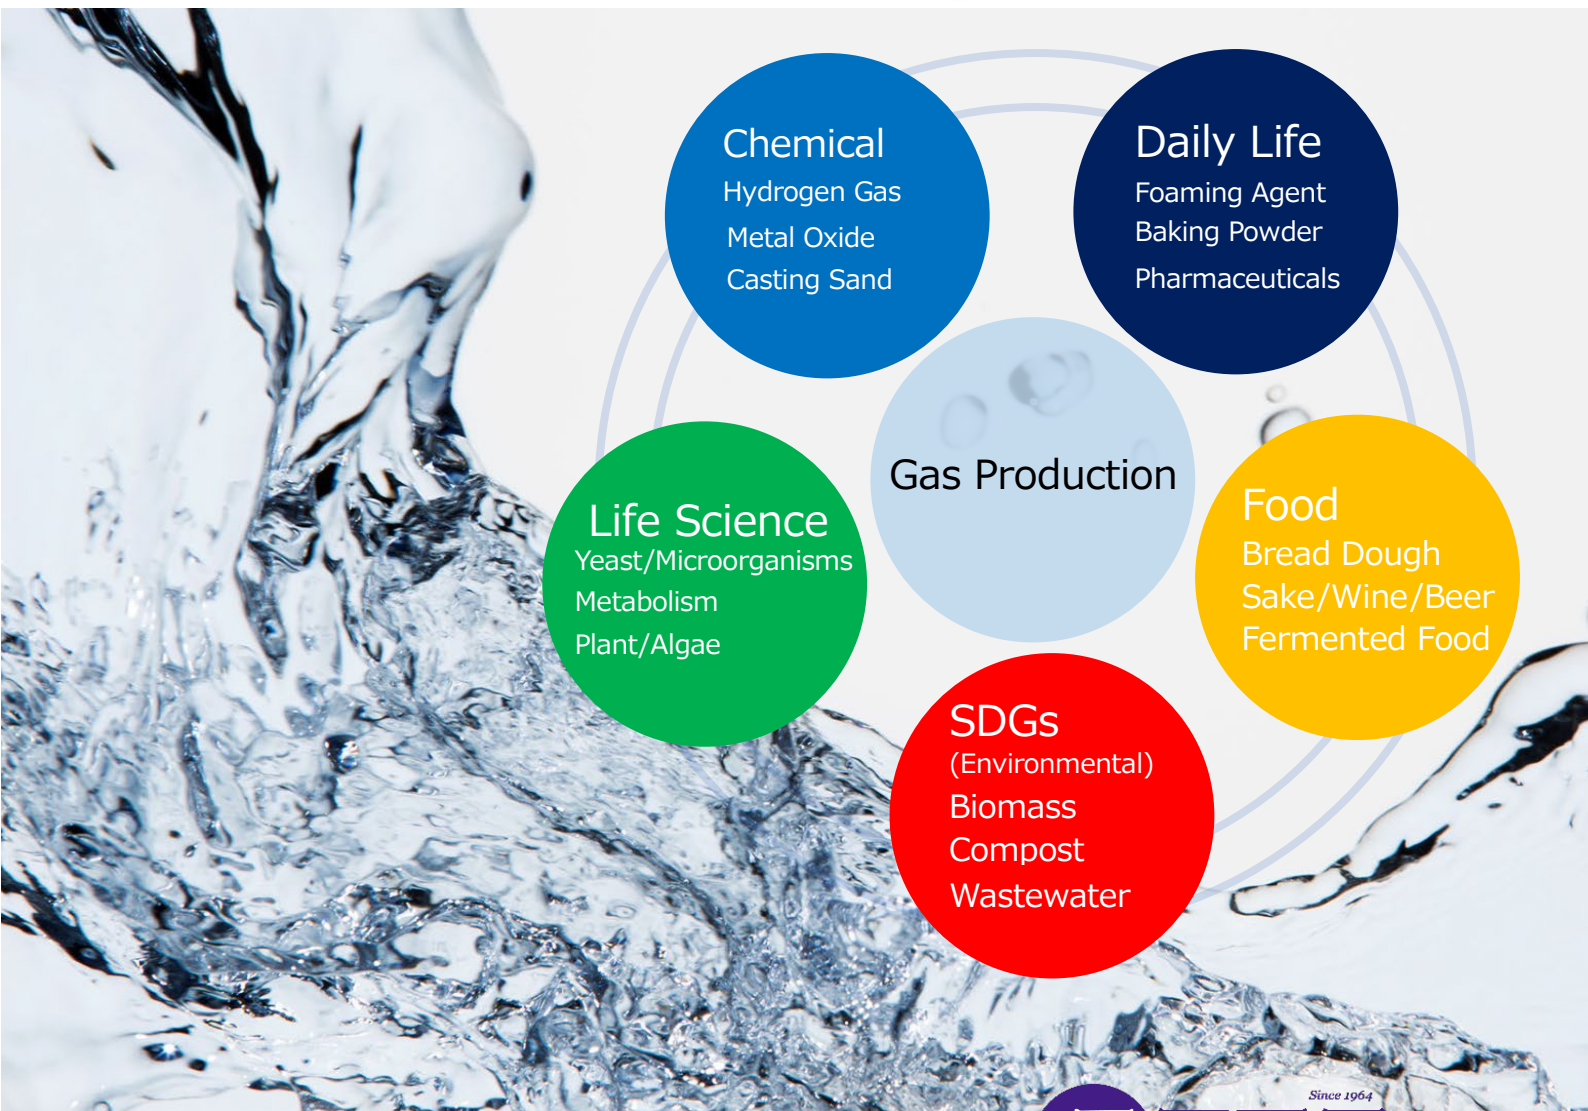 Chemical
Hydrogen Gas
Metal Oxide
Casting Sand
Daily Life
Foaming Agent
Baking Powder
Pharmaceuticals
Gas Production
Life Science
Yeast/Microorganisms
Metabolism
Plant/Algae
Food
Bread Dough
Sake/Wine/Beer
Fermented Food
SDGs
(Environmental)
Biomass
Compost
Wastewater
Since 1964